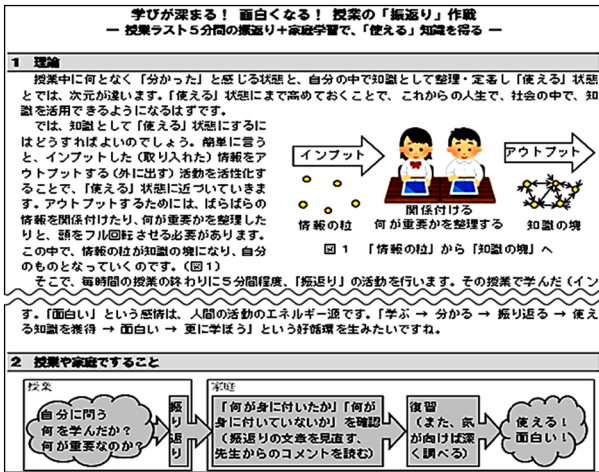 学びが深まる! 面白くなる! 授業の「振返り」作戦
― 授業ラスト5分間の振返り+家庭学習で、「使える」知識を得る ―
1 理論
授業中に何となく「分かった」と感じる状態と、自分の中で知識として整理・定着し「使える」状態
とでは、次元が違います。「使える」状態にまで高めておくことで、これからの人生で、社会の中で、知
識を活用できるようになるはずです。
では、知識として「使える」状態にするに
はどうすればよいのでしょう。簡単に言う
と、インプットした(取り入れた)情報をア
ウトプットする(外に出す)活動を活性化す
ることで、「使える」状態に近づいていきま
す。アウトプットするためには、ばらばらの
情報を関係付けたり、何が重要かを整理した
りと、頭をフル回転させる必要があります。
この中で、情報の粒が知識の塊になり、自分
のものとなっていくのです。(図1)
インプット
アウトプット
情報の粒
関係付ける
何が重要かを整理する
知識の塊
図1 「情報の粒」から「知識の塊」へ
そこで、毎時間の授業の終わりに5分間程度、「振返り」の活動を行います。その授業で学んだ(イン
す。「面白い」という感情は、人間の活動のエネルギー源です。「学ぶ → 分かる → 振り返る → 使え
る知識を獲得 → 面白い → 更に学ぼう」という好循環を生みたいですね。
2 授業や家庭ですること
授業
自分に問う
何を学んだか?
何が重要なのか?
振り返り
家庭
「何が身に付いたか」「何が
身に付いていないか」を確認
(振返りの文章を見直す、
先生からのコメントを読む)
復習
(また、気
が向けば深
く調べる)
使える!
面白い!